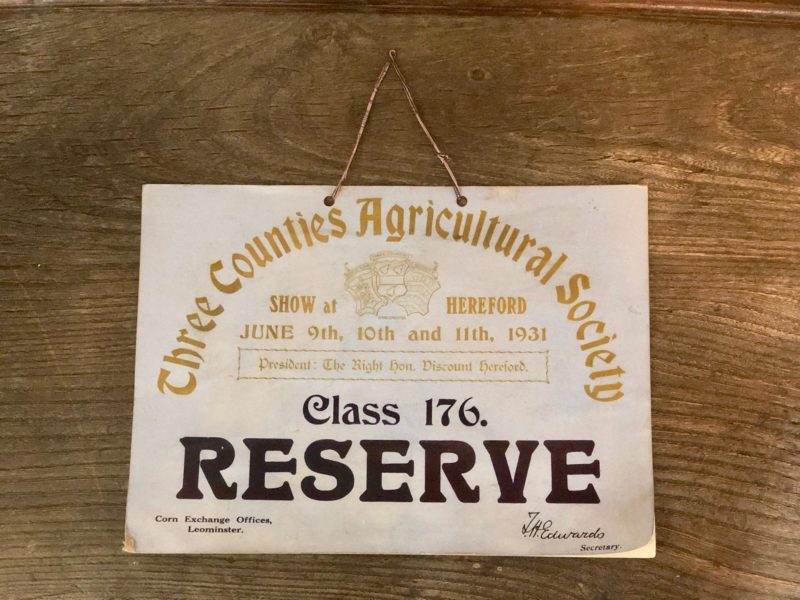 Three Counties Agricultural Society
SHOW at HEREFORD
JUNE 9th, 10th and 11th, 1931
President: The Right Hon. Viscount Hereford.
Class 176.
RESERVE
Corn Exchange Offices,
Leominster.
T.H. Edwards
Secretary.